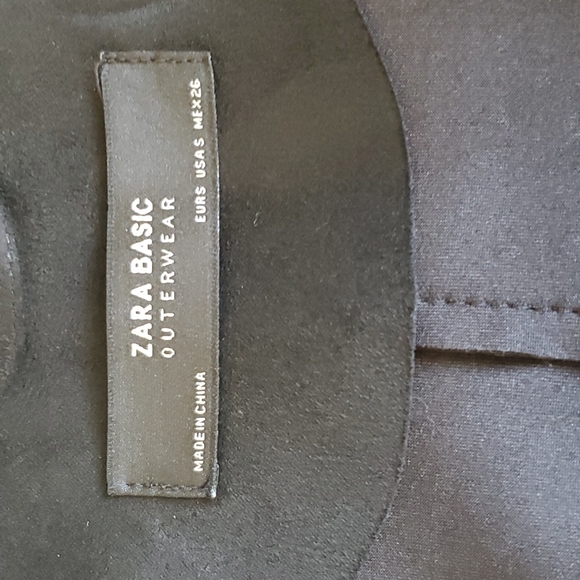 ZARA BASIC
OUTERWEAR
MADE IN CHINA EUR S USA S MEX 26